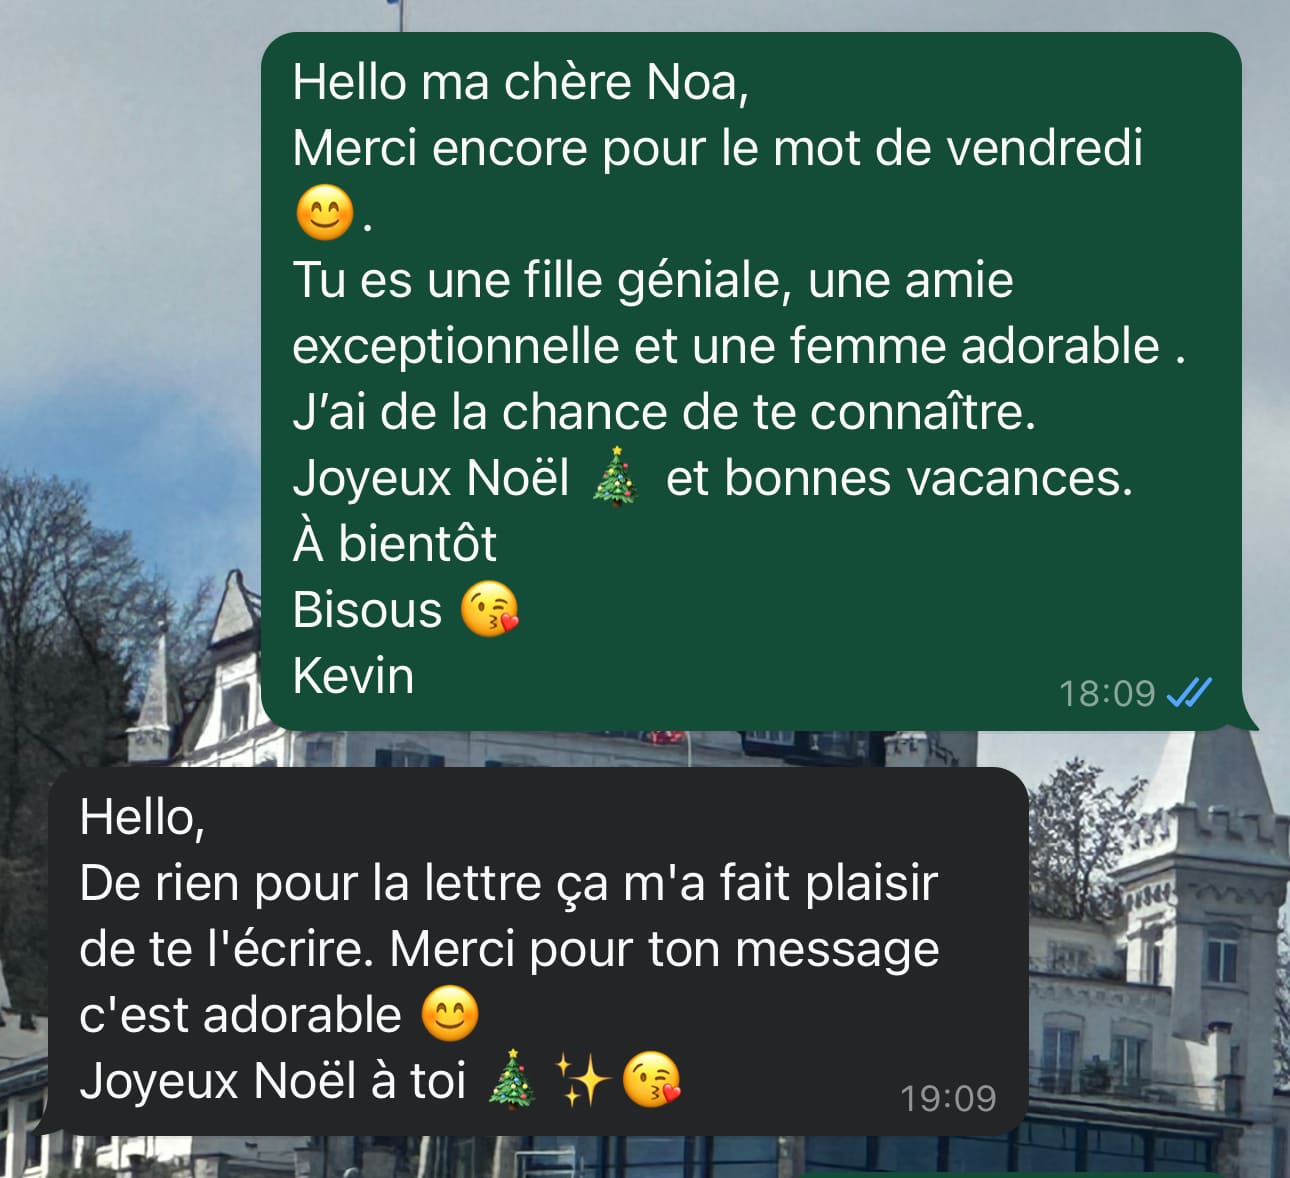 Hello ma chère Noa,
Merci encore pour le mot de vendredi
😊.
Tu es une fille géniale, une amie
exceptionnelle et une femme adorable .
J’ai de la chance de te connaître.
Joyeux Noël 🎄 et bonnes vacances.
À bientôt
Bisous 😘
Kevin
18:09
Hello,
De rien pour la lettre ça m'a fait plaisir
de te l'écrire. Merci pour ton message
c'est adorable 😊
Joyeux Noël à toi 🎄✨😘
19:09